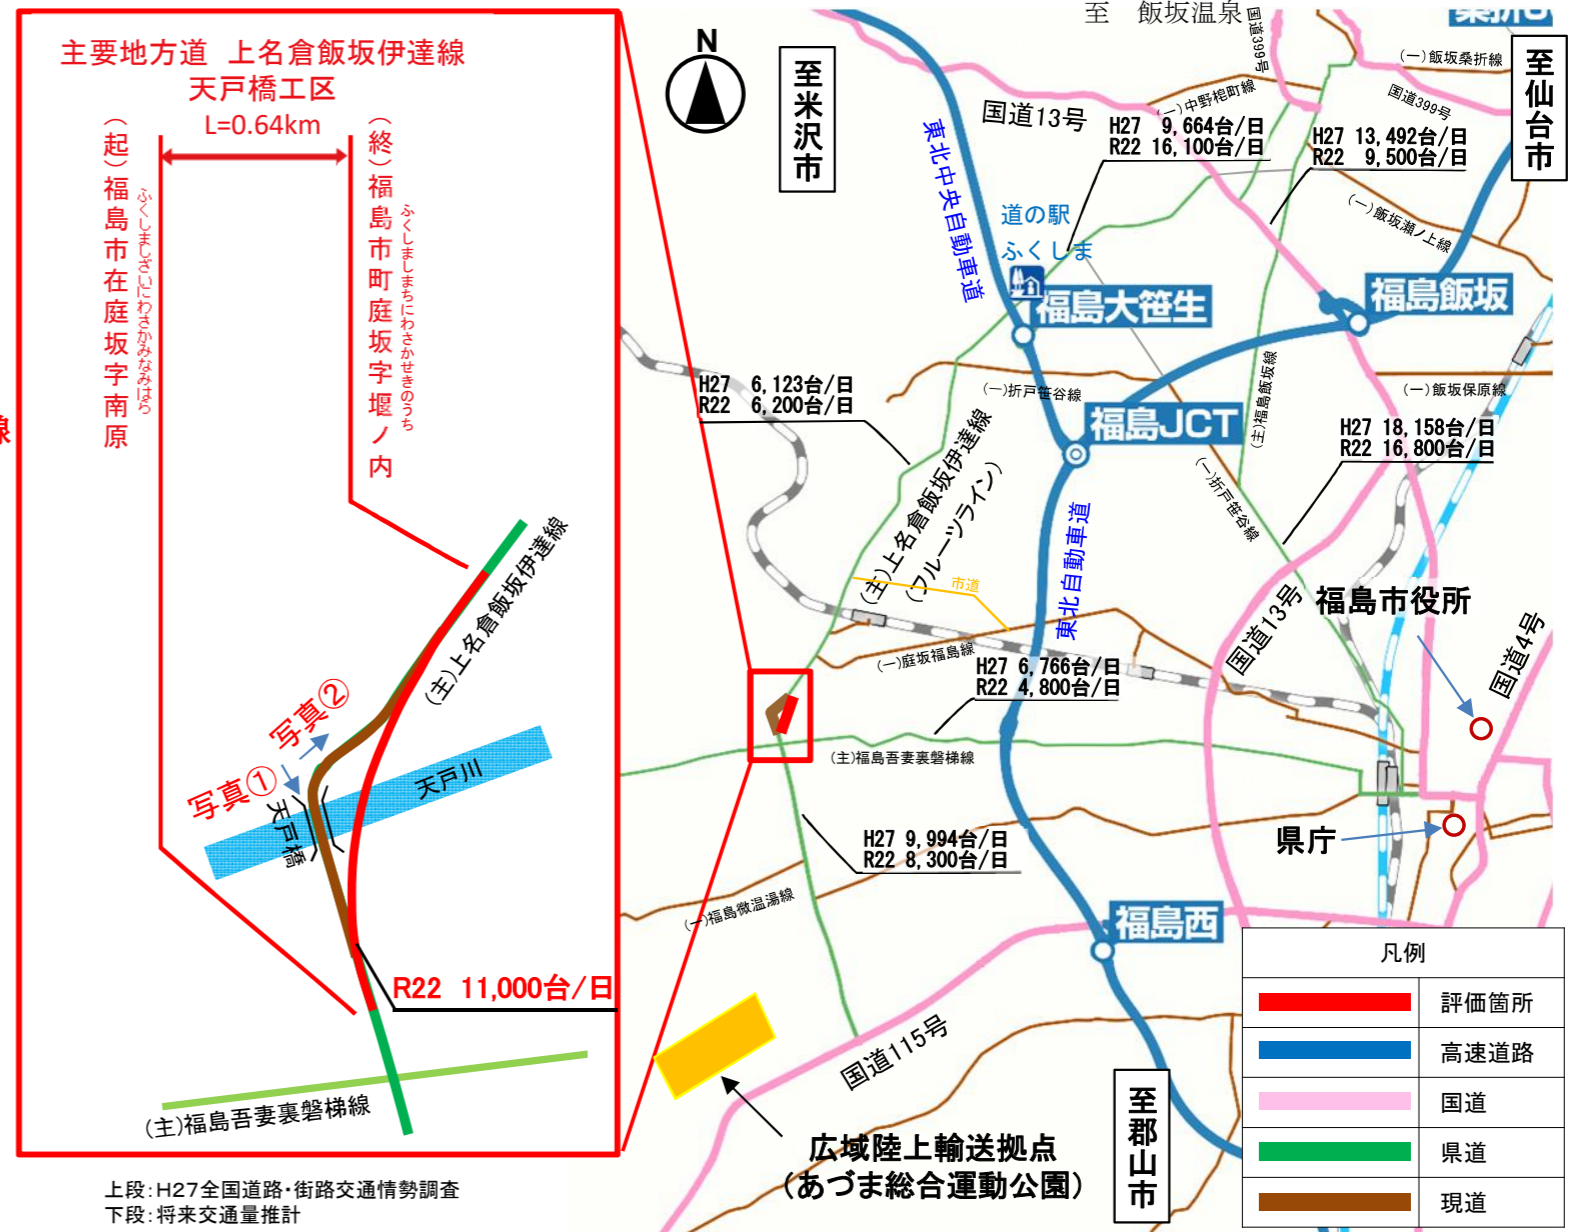 主要地方道 上名倉飯坂伊達線
天戸橋工区
L=0.64km
(起)福島市在庭坂字南原
ふくしましざいにわさかみなみはら
(終)福島市町庭坂字堰ノ内
ふくしましまちにわさかせきのうち
線
(主)上名倉飯坂伊達線
写真②
写真①
天戸川
天戸橋
R22 11,000台/日
(主)福島吾妻裏磐梯線
上段:H27全国道路・街路交通情勢調査
下段:将来交通量推計
N
至米沢市
至 飯坂温泉
国道399号
(一)飯坂桑折線
至仙台市
国道13号
(一)中野桜町線
国道399号
H27 9,664台/日
R22 16,100台/日
H27 13,492台/日
R22 9,500台/日
東北中央自動車道
道の駅
ふくしま
(一)飯坂瀬ノ上線
福島大笹生
福島飯坂
H27 6,123台/日
R22 6,200台/日
(一)折戸笹谷線
(主)福島飯坂線
(一)飯坂保原線
福島JCT
H27 18,158台/日
R22 16,800台/日
(主)上名倉飯坂伊達線
(フルーツライン)
(一)折戸笹谷線
東北自動車道
市道
国道13号
福島市役所
国道4号
(一)庭坂福島線
H27 6,766台/日
R22 4,800台/日
(主)福島吾妻裏磐梯線
H27 9,994台/日
R22 8,300台/日
県庁
(一)福島微温湯線
福島西
国道115号
広域陸上輸送拠点
(あづま総合運動公園)
至郡山市
凡例
評価箇所
高速道路
国道
県道
現道